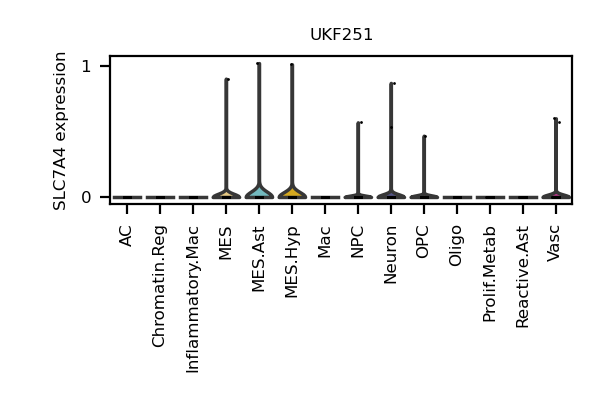 UKF251
SLC7A4 expression
1
0
AC
Chromatin.Reg
Inflammatory.Mac
MES
MES.Ast
MES.Hyp
Mac
NPC
Neuron
OPC
Oligo
Prolif.Metab
Reactive.Ast
Vasc